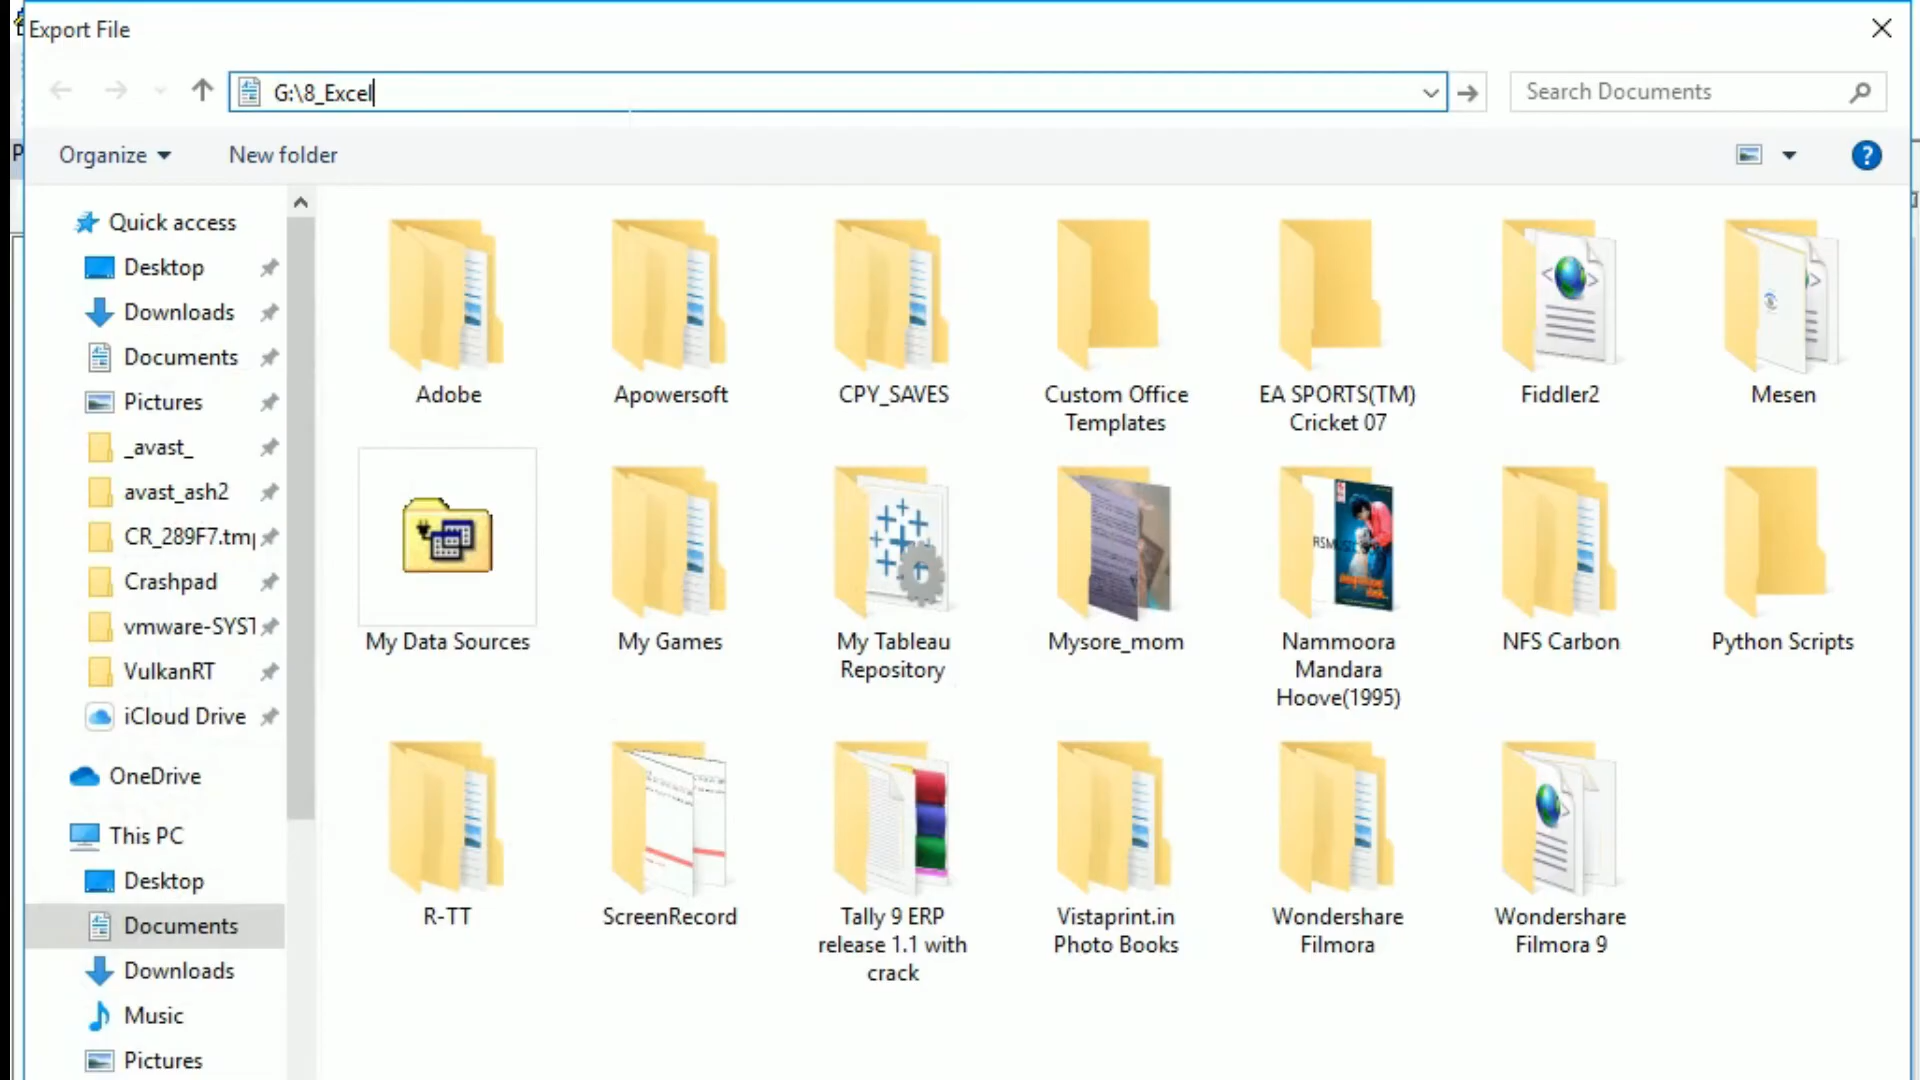 Export File
G:\8_Excel
Search Documents
Organize
New folder
?
Quick access
Desktop
Downloads
Documents
Pictures
_avast_
avast_ash2
CR_289F7.tmp
Crashpad
vmware-SYST
VulkanRT
iCloud Drive
OneDrive
This PC
Desktop
Documents
Downloads
Music
Pictures
Adobe
Apowersoft
CPY_SAVES
Custom Office
Templates
EA SPORTS(TM)
Cricket 07
Fiddler2
Mesen
My Data Sources
My Games
My Tableau
Repository
Mysore_mom
Nammoora
Mandara
Hoove(1995)
NFS Carbon
Python Scripts
R-TT
ScreenRecord
Tally 9 ERP
release 1.1 with
crack
Vistaprint.in
Photo Books
Wondershare
Filmora
Wondershare
Filmora 9